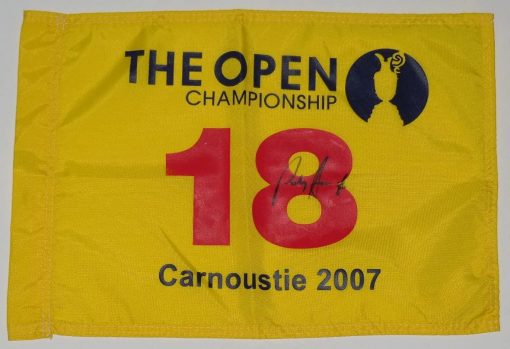 THE OPEN
CHAMPIONSHIP
18
Carnoustie 2007